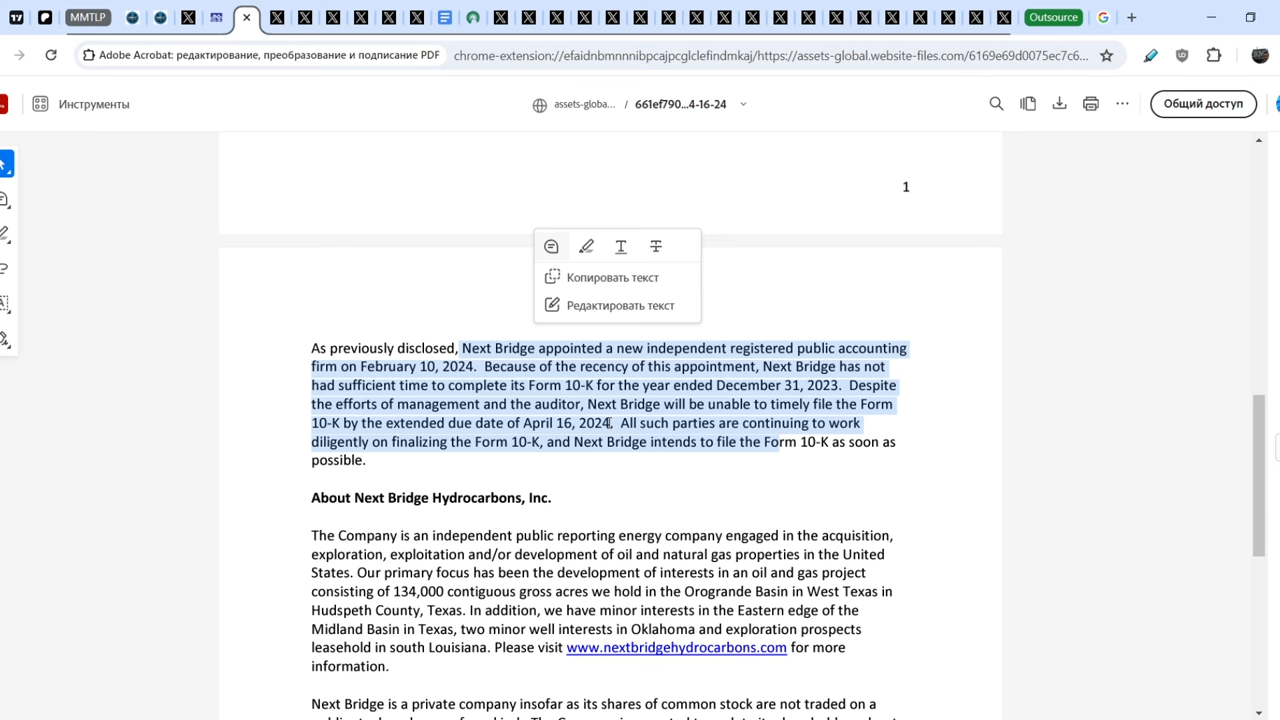 MMTLP
Outsource
Adobe Acrobat: редактирование, преобразование и подписание PDF
chrome-extension://efaidnbmnnnibpcajpcglclefindmkaj/https://assets-global.website-files.com/6169e69d0075ec7c6...
Инструменты
assets-globa... / 661ef790...4-16-24
Общий доступ
1
Копировать текст
Редактировать текст
As previously disclosed, Next Bridge appointed a new independent registered public accounting
firm on February 10, 2024. Because of the recency of this appointment, Next Bridge has not
had sufficient time to complete its Form 10-K for the year ended December 31, 2023. Despite
the efforts of management and the auditor, Next Bridge will be unable to timely file the Form
10-K by the extended due date of April 16, 2024. All such parties are continuing to work
diligently on finalizing the Form 10-K, and Next Bridge intends to file the Form 10-K as soon as
possible.
About Next Bridge Hydrocarbons, Inc.
The Company is an independent public reporting energy company engaged in the acquisition,
exploration, exploitation and/or development of oil and natural gas properties in the United
States. Our primary focus has been the development of interests in an oil and gas project
consisting of 134,000 contiguous gross acres we hold in the Orogrande Basin in West Texas in
Hudspeth County, Texas. In addition, we have minor interests in the Eastern edge of the
Midland Basin in Texas, two minor well interests in Oklahoma and exploration prospects
leasehold in south Louisiana. Please visit www.nextbridgehydrocarbons.com for more
information.
Next Bridge is a private company insofar as its shares of common stock are not traded on a